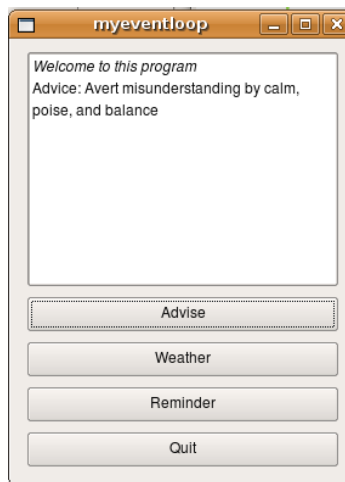 myeventloop
Welcome to this program
Advice: Avert misunderstanding by calm,
poise, and balance
Advise
Weather
Reminder
Quit